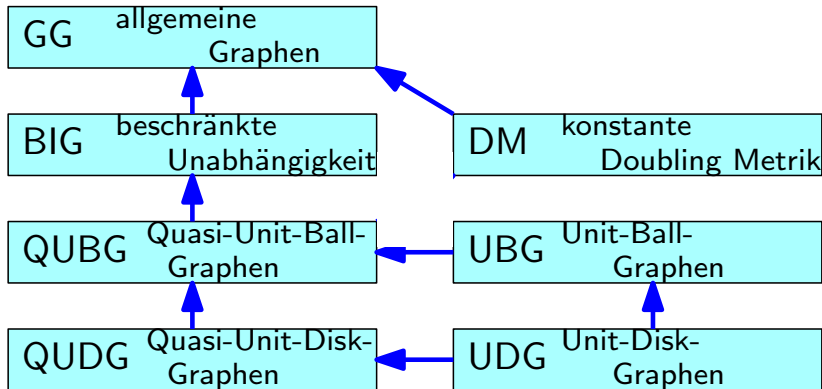 GG allgemeine
Graphen
BIG beschränkte
Unabhängigkeit
DM konstante
Doubling Metrik
QUBG Quasi-Unit-Ball-
Graphen
UBG Unit-Ball-
Graphen
QUDG Quasi-Unit-Disk-
Graphen
UDG Unit-Disk-
Graphen